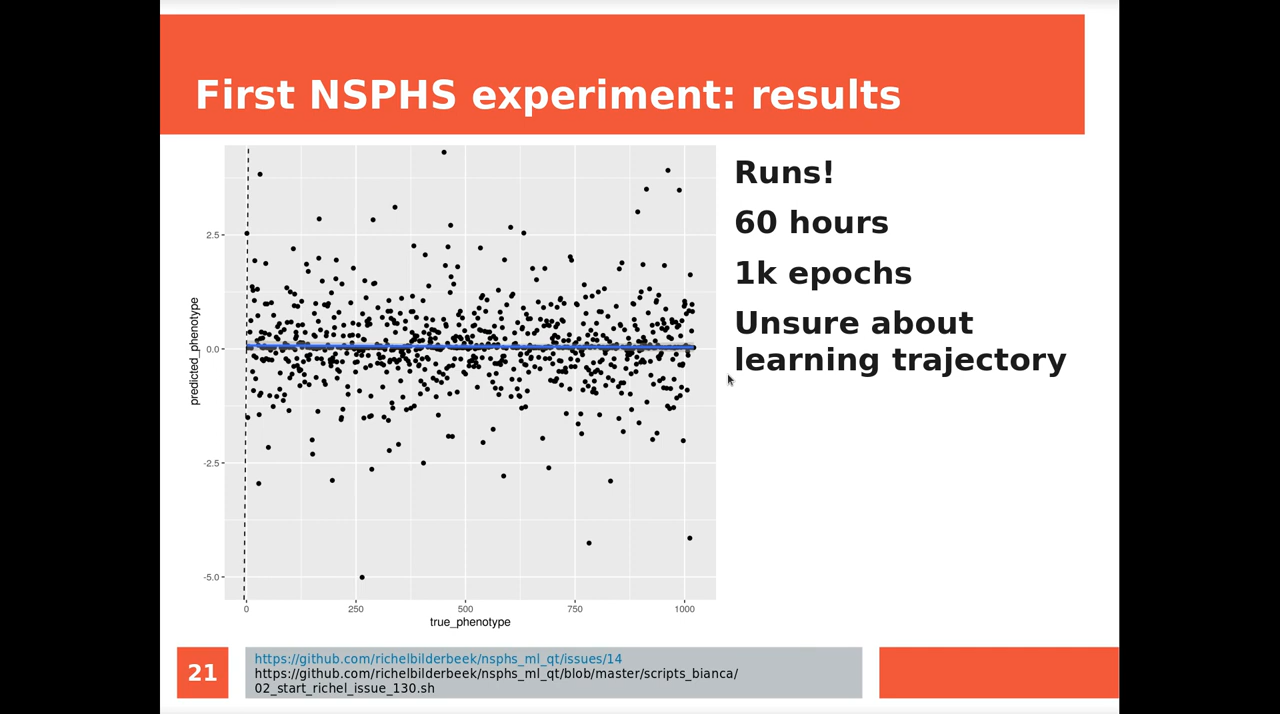 First NSPHS experiment: results
predicted_phenotype
2.5
0.0
-2.5
-5.0
0
250
500
750
1000
true_phenotype
Runs!
60 hours
1k epochs
Unsure about
learning trajectory
21
https://github.com/richelbilderbeek/nsphs_ml_qt/issues/14
https://github.com/richelbilderbeek/nsphs_ml_qt/blob/master/scripts_bianca/
02_start_richel_issue_130.sh